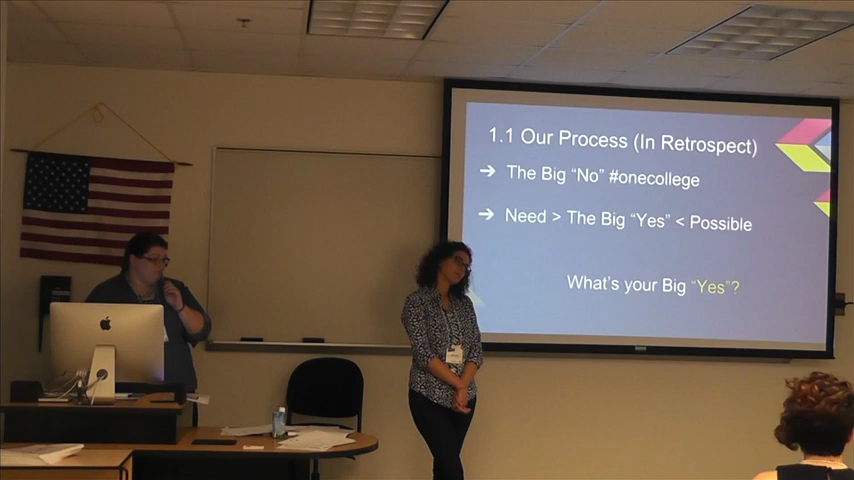 1.1 Our Process (In Retrospect)
➔ The Big “No” #onecollege
➔ Need > The Big “Yes” < Possible
What's your Big “Yes”?